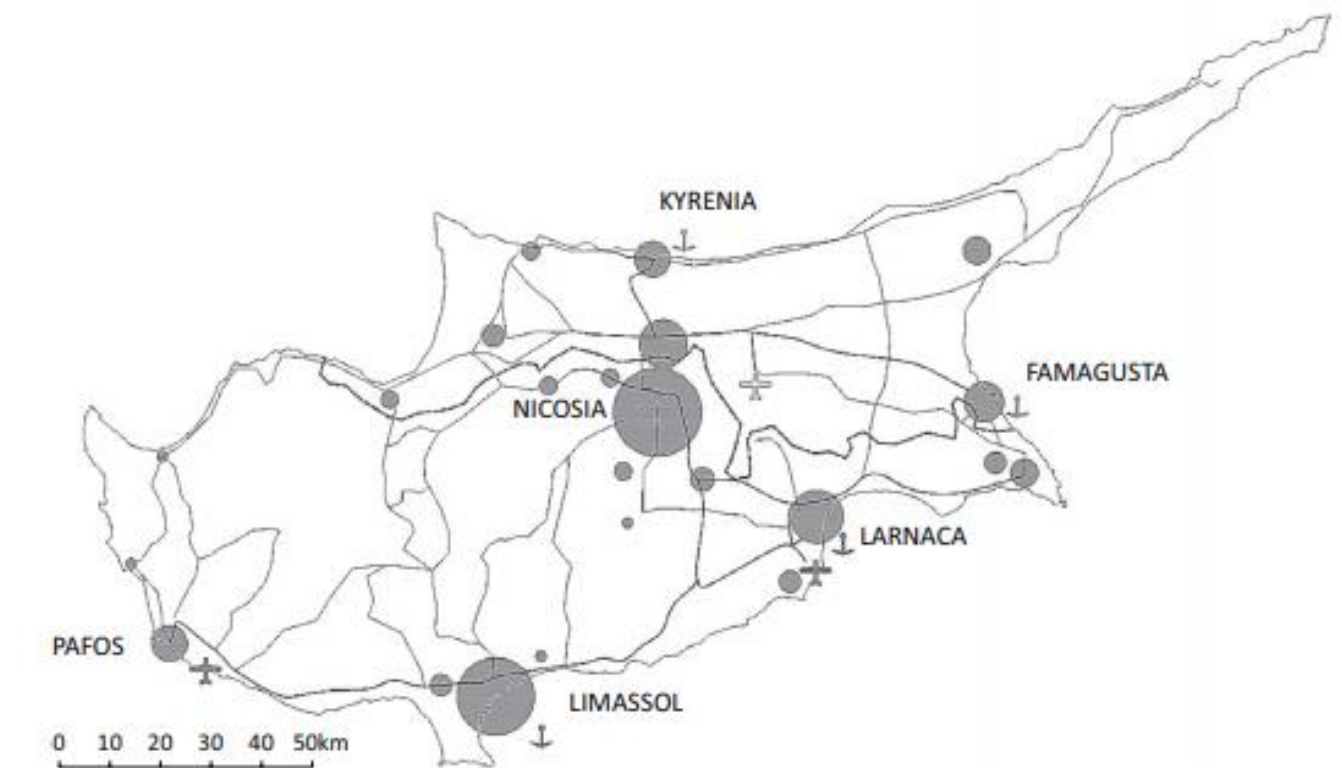 KYRENIA
FAMAGUSTA
NICOSIA
LARNACA
PAFOS
LIMASSOL
0 10 20 30 40 50km